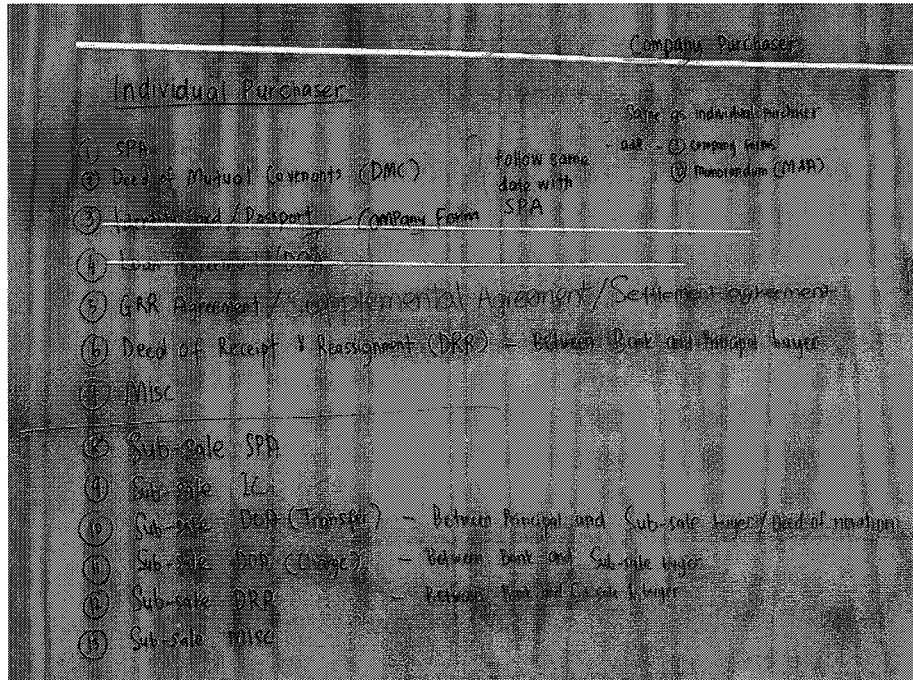 Company Purchaser
Individual Purchaser
- Same as individual purchaser
- add - ① company forms
② Memorandum (M&A)
① SPA
② Deed of Mutual Covenants (DMC)
Follow same
date with
SPA
③ Card / Passport - Company Form
④ Loan
⑤ GRR Agreement / Supplemental Agreement / Settlement agreement
⑥ Deed of Receipt & Reassignment (DRR) - Between Bank and Principal buyer
⑦ Misc
⑧ Sub-sale SPA
⑨ Sub-sale IC
⑩ Sub-sale DOA (Transfer) - Between Principal and Sub-sale buyer / Deed of novation
⑪ Sub-sale DOA (Charge) - Between Bank and Sub-sale buyer
⑫ Sub-sale DRR - Between Bank and buyer
⑬ Sub-sale misc